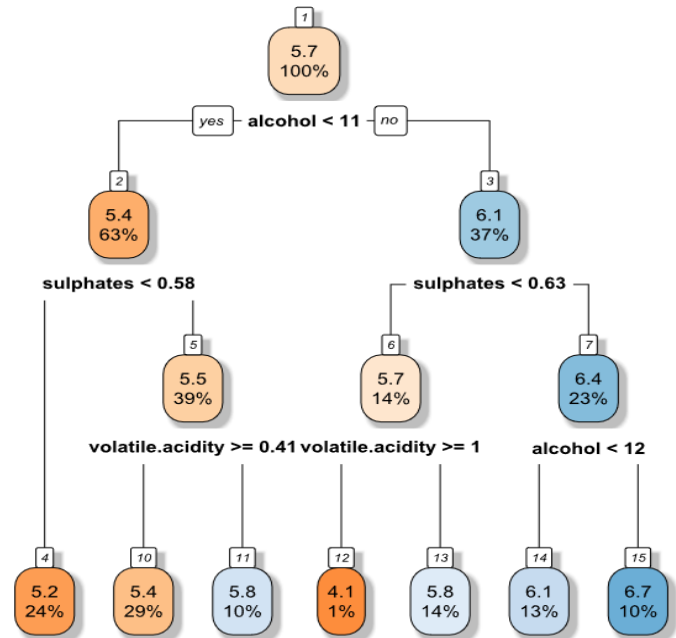 1
5.7
100%
yes alcohol < 11 no
2 3
5.4 6.1
63% 37%
sulphates < 0.58 sulphates < 0.63
5 6 7
5.5 5.7 6.4
39% 14% 23%
volatile.acidity >= 0.41 volatile.acidity >= 1 alcohol < 12
4 10 11 12 13 14 15
5.2 5.4 5.8 4.1 5.8 6.1 6.7
24% 29% 10% 1% 14% 13% 10%